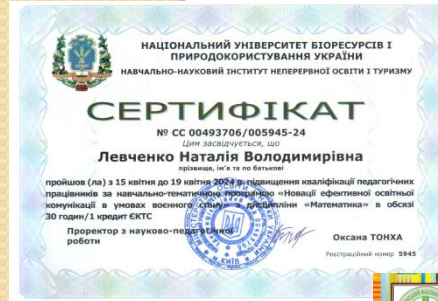 НАЦІОНАЛЬНИЙ УНІВЕРСИТЕТ БІОРЕСУРСІВ І
ПРИРОДОКОРИСТУВАННЯ УКРАЇНИ
НАВЧАЛЬНО-НАУКОВИЙ ІНСТИТУТ НЕПЕРЕРВНОЇ ОСВІТИ І ТУРИЗМУ
СЕРТИФІКАТ
№ СС 00493706/005945-24
Цим засвідчується, що
Левченко Наталія Володимирівна
прізвище, ім'я та по батькові
пройшов (ла) з 15 квітня до 19 квітня 2024 р. підвищення кваліфікації педагогічних
працівників за навчально-тематичною програмою «Новації ефективної освітньої
комунікації в умовах воєнного стану» з дисципліни «Математика» в обсязі
30 годин/1 кредит ЄКТС
Проректор з науково-педагогічної
роботи
Оксана ТОНХА
Реєстраційний номер 5945